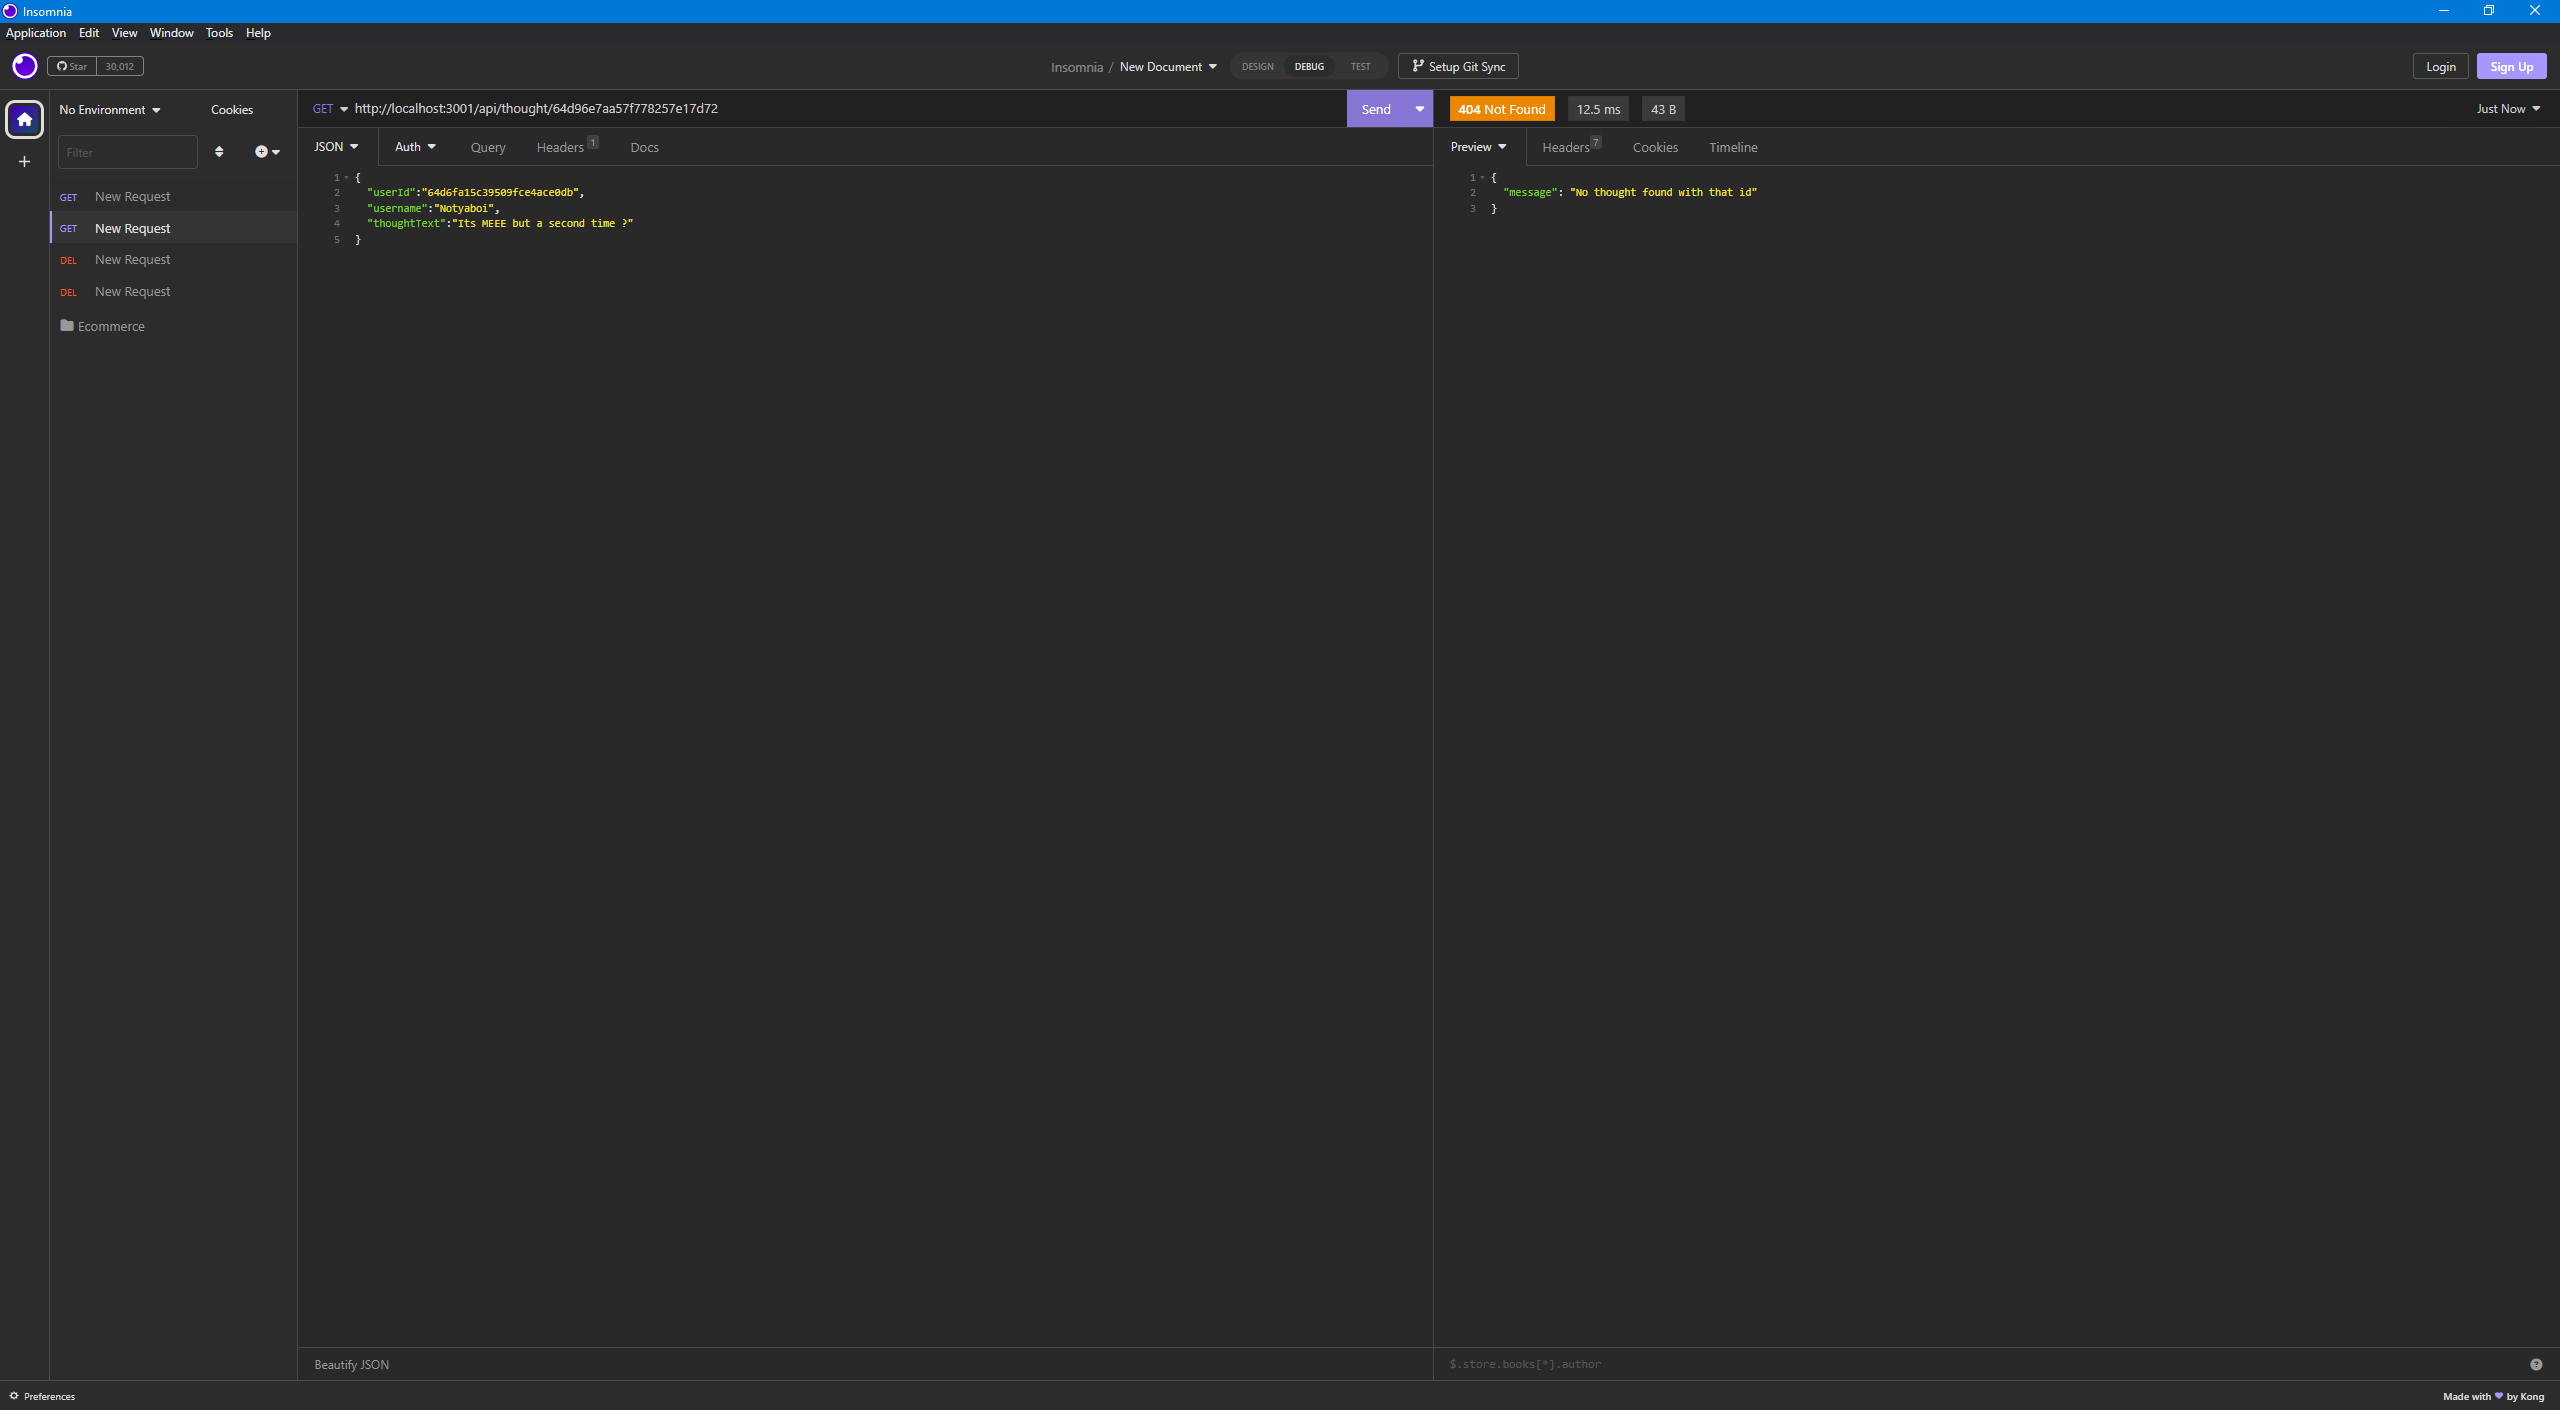 Insomnia
Application Edit View Window Tools Help
Star 30,012
Insomnia / New Document DESIGN DEBUG TEST Setup Git Sync
Login Sign Up
No Environment Cookies
Filter
GET New Request
GET New Request
DEL New Request
DEL New Request
Ecommerce
GET http://localhost:3001/api/thought/64d96e7aa57f778257e17d72 Send
JSON Auth Query Headers 1 Docs
1 {
2 "userId":"64d6fa15c39509fce4ace0db",
3 "username":"Notyaboi",
4 "thoughtText":"Its MEEE but a second time ?"
5 }
Beautify JSON
404 Not Found 12.5 ms 43 B Just Now
Preview Headers 7 Cookies Timeline
1 {
2 "message": "No thought found with that id"
3 }
$.store.books[*].author
Preferences
Made with ♥ by Kong